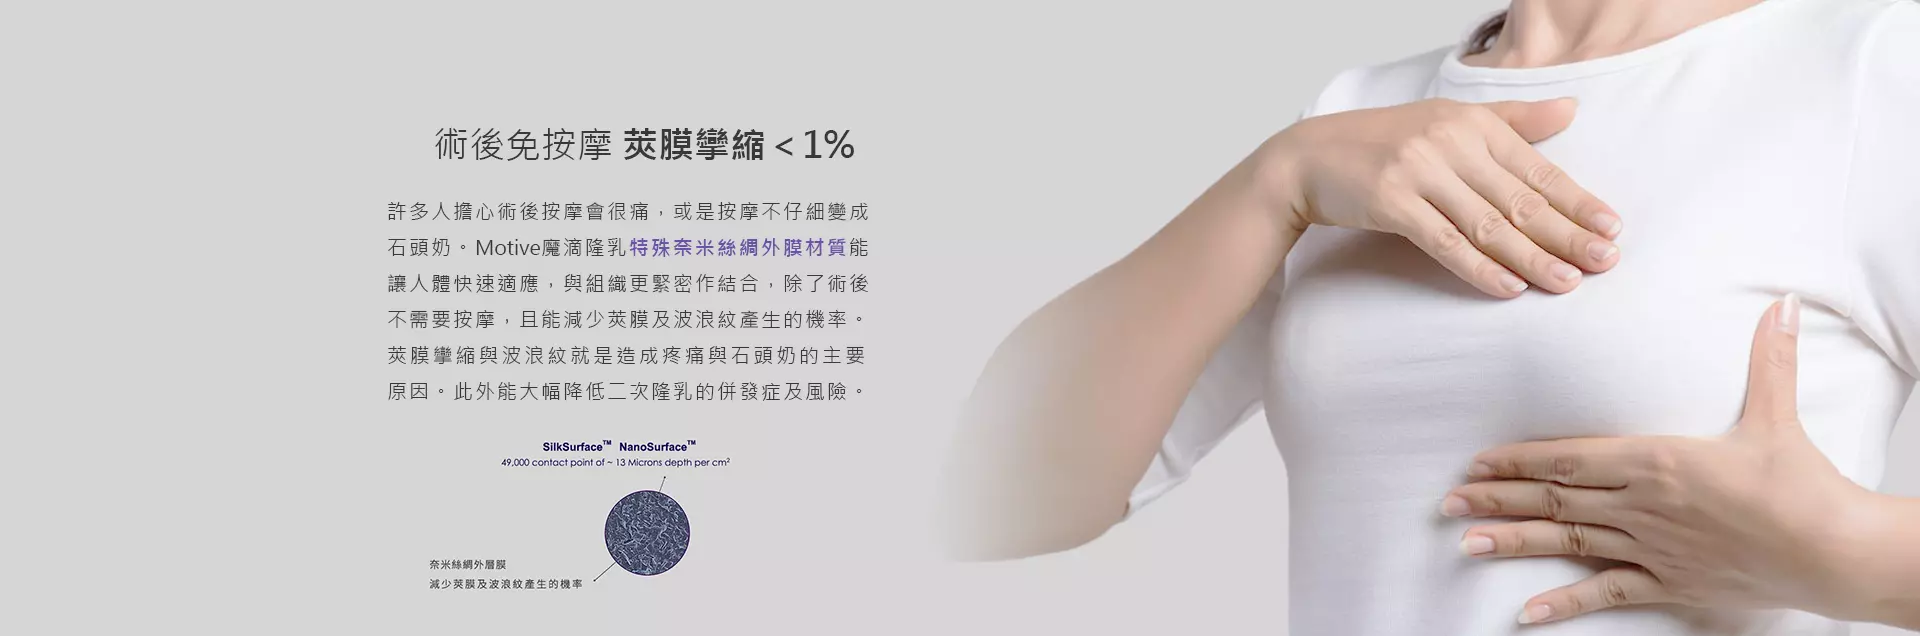 術後免按摩 莢膜攣縮 < 1%
許多人擔心術後按摩會很痛，或是按摩不仔細變成
石頭奶。Motive魔滴隆乳特殊奈米絲綢外膜材質能
讓人體快速適應，與組織更緊密作結合，除了術後
不需要按摩，且能減少莢膜及波浪紋產生的機率。
莢膜攣縮與波浪紋就是造成疼痛與石頭奶的主要
原因。此外能大幅降低二次隆乳的併發症及風險。
SilkSurface™ NanoSurface™
49,000 contact point of ~ 13 Microns depth per cm²
奈米絲綢外層膜
減少莢膜及波浪紋產生的機率